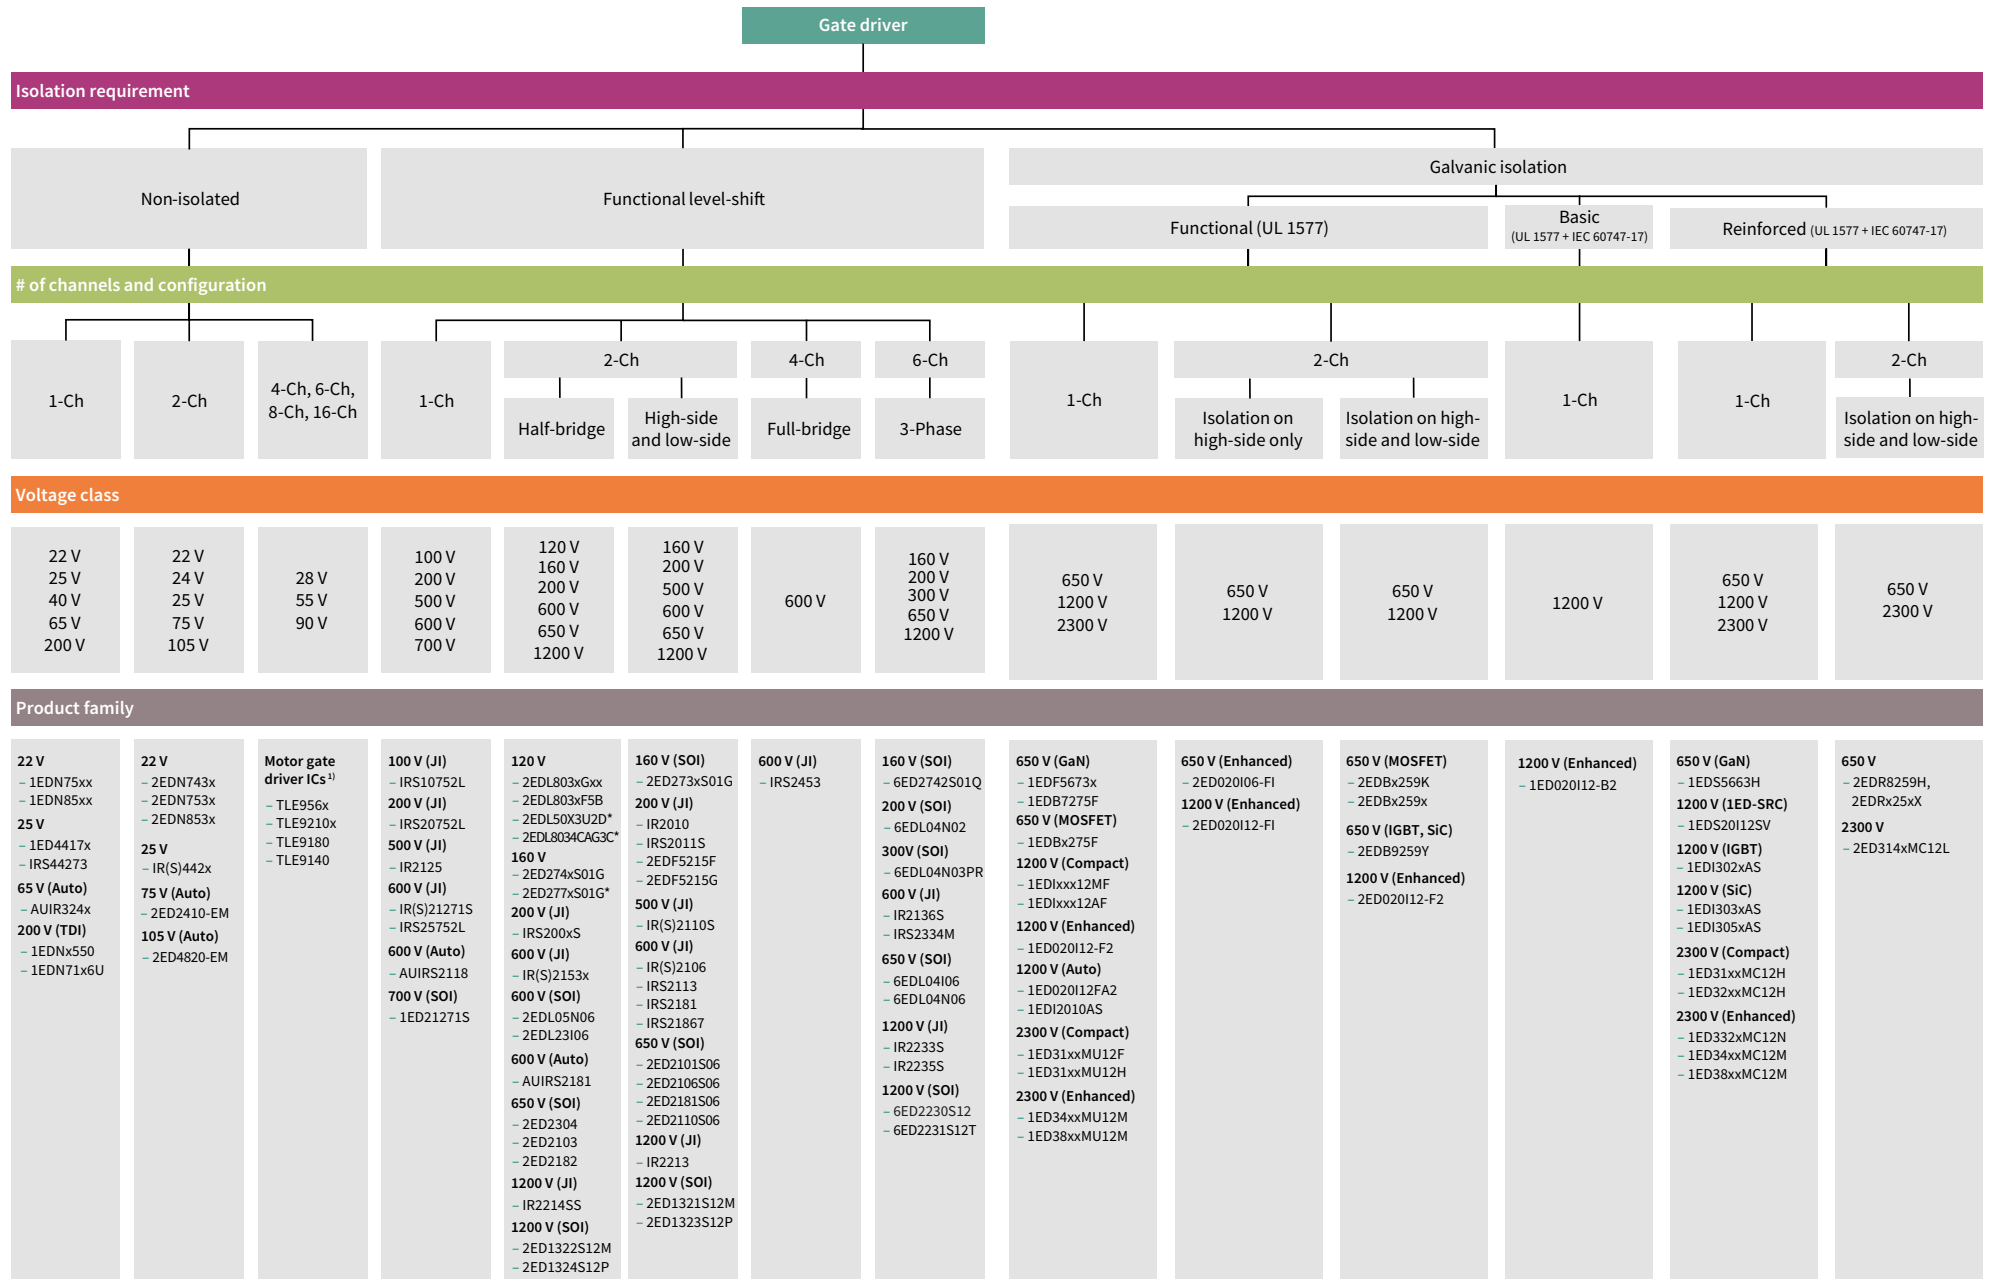 Gate driver
Isolation requirement
Non-isolated
Functional level-shift
Galvanic isolation
Functional (UL 1577)
Basic
(UL 1577 + IEC 60747-17)
Reinforced (UL 1577 + IEC 60747-17)
# of channels and configuration
1-Ch
2-Ch
4-Ch, 6-Ch,
8-Ch, 16-Ch
1-Ch
2-Ch
Half-bridge
High-side
and low-side
4-Ch
Full-bridge
6-Ch
3-Phase
1-Ch
2-Ch
Isolation on
high-side only
Isolation on high-
side and low-side
1-Ch
1-Ch
2-Ch
Isolation on high-
side and low-side
Voltage class
22 V
25 V
40 V
65 V
200 V
22 V
24 V
25 V
75 V
105 V
28 V
55 V
90 V
100 V
200 V
500 V
600 V
700 V
120 V
160 V
200 V
600 V
650 V
1200 V
160 V
200 V
500 V
600 V
650 V
1200 V
600 V
160 V
200 V
300 V
650 V
1200 V
650 V
1200 V
2300 V
650 V
1200 V
650 V
1200 V
1200 V
650 V
1200 V
2300 V
650 V
2300 V
Product family
22 V
– 1EDN75xx
– 1EDN85xx
25 V
– 1ED4417x
– IRS44273
65 V (Auto)
– AUIR324x
200 V (TDI)
– 1EDNx550
– 1EDN71x6U
22 V
– 2EDN743x
– 2EDN753x
– 2EDN853x
25 V
– IR(S)442x
75 V (Auto)
– 2ED2410-EM
105 V (Auto)
– 2ED4820-EM
Motor gate
driver ICs 1)
– TLE956x
– TLE9210x
– TLE9180
– TLE9140
100 V (JI)
– IRS10752L
200 V (JI)
– IRS20752L
500 V (JI)
– IR2125
600 V (JI)
– IR(S)21271S
– IRS25752L
600 V (Auto)
– AUIRS2118
700 V (SOI)
– 1ED21271S
120 V
– 2EDL803xGxx
– 2EDL803xF5B
– 2EDL50X3U2D*
– 2EDL8034CAG3C*
160 V
– 2ED274xS01G
– 2ED277xS01G*
200 V (JI)
– IRS200xS
600 V (JI)
– IR(S)2153x
600 V (SOI)
– 2EDL05N06
– 2EDL23I06
600 V (Auto)
– AUIRS2181
650 V (SOI)
– 2ED2304
– 2ED2103
– 2ED2182
1200 V (JI)
– IR2214SS
1200 V (SOI)
– 2ED1322S12M
– 2ED1324S12P
160 V (SOI)
– 2ED273xS01G
200 V (JI)
– IR2010
– IRS2011S
– 2EDF5215F
– 2EDF5215G
500 V (JI)
– IR(S)2110S
600 V (JI)
– IR(S)2106
– IRS2113
– IRS2181
– IRS21867
650 V (SOI)
– 2ED2101S06
– 2ED2106S06
– 2ED2181S06
– 2ED2110S06
1200 V (JI)
– IR2213
1200 V (SOI)
– 2ED1321S12M
– 2ED1323S12P
600 V (JI)
– IRS2453
160 V (SOI)
– 6ED2742S01Q
200 V (SOI)
– 6EDL04N02
300V (SOI)
– 6EDL04N03PR
600 V (JI)
– IR2136S
– IRS2334M
650 V (SOI)
– 6EDL04I06
– 6EDL04N06
1200 V (JI)
– IR2233S
– IR2235S
1200 V (SOI)
– 6ED2230S12
– 6ED2231S12T
650 V (GaN)
– 1EDF5673x
– 1EDB7275F
650 V (MOSFET)
– 1EDBx275F
1200 V (Compact)
– 1EDIxxx12MF
– 1EDIxxx12AF
1200 V (Enhanced)
– 1ED020I12-F2
1200 V (Auto)
– 1ED020I12FA2
– 1EDI2010AS
2300 V (Compact)
– 1ED31xxMU12F
– 1ED31xxMU12H
2300 V (Enhanced)
– 1ED34xxMU12M
– 1ED38xxMU12M
650 V (Enhanced)
– 2ED020I06-FI
1200 V (Enhanced)
– 2ED020I12-FI
650 V (MOSFET)
– 2EDBx259K
– 2EDBx259x
650 V (IGBT, SiC)
– 2EDB9259Y
1200 V (Enhanced)
– 2ED020I12-F2
1200 V (Enhanced)
– 1ED020I12-B2
650 V (GaN)
– 1EDS5663H
1200 V (1ED-SRC)
– 1EDS20I12SV
1200 V (IGBT)
– 1EDI302xAS
1200 V (SiC)
– 1EDI303xAS
– 1EDI305xAS
2300 V (Compact)
– 1ED31xxMC12H
– 1ED32xxMC12H
2300 V (Enhanced)
– 1ED332xMC12N
– 1ED34xxMC12M
– 1ED38xxMC12M
650 V
– 2EDR8259H,
2EDRx25xX
2300 V
– 2ED314xMC12L